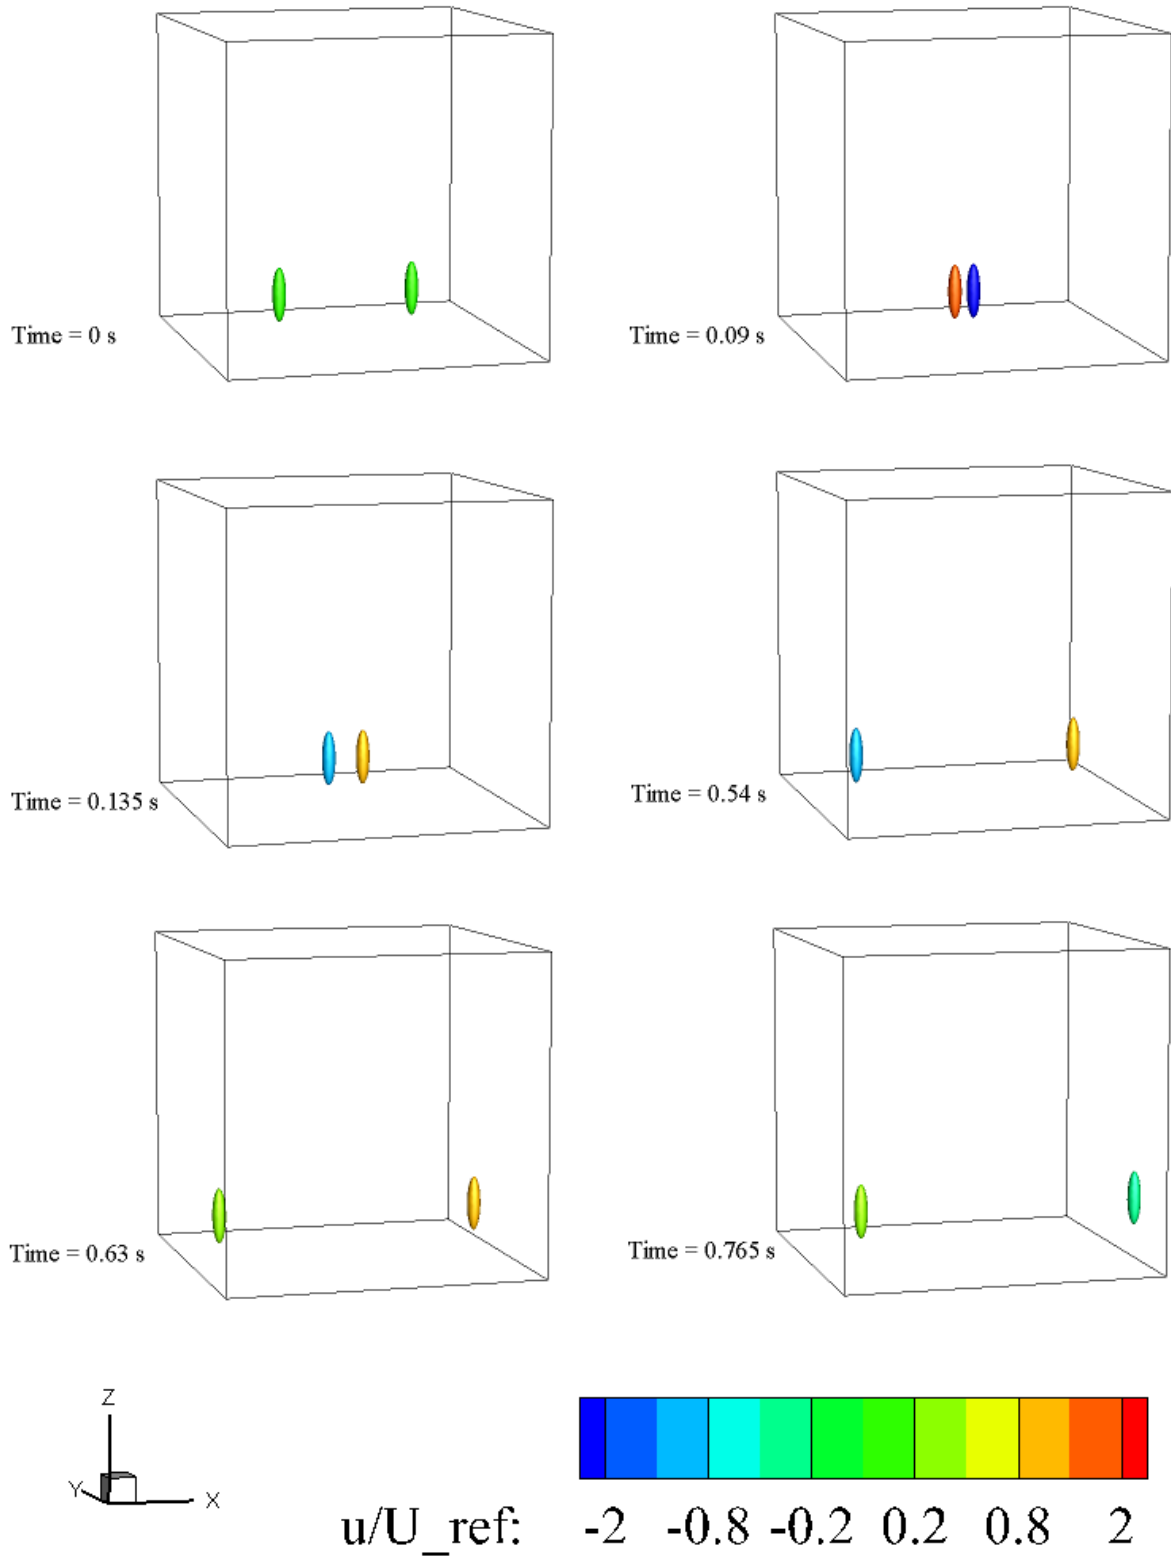 Time = 0 s
Time = 0.09 s
Time = 0.135 s
Time = 0.54 s
Time = 0.63 s
Time = 0.765 s
Z
Y
X
u/U_ref: -2 -0.8 -0.2 0.2 0.8 2